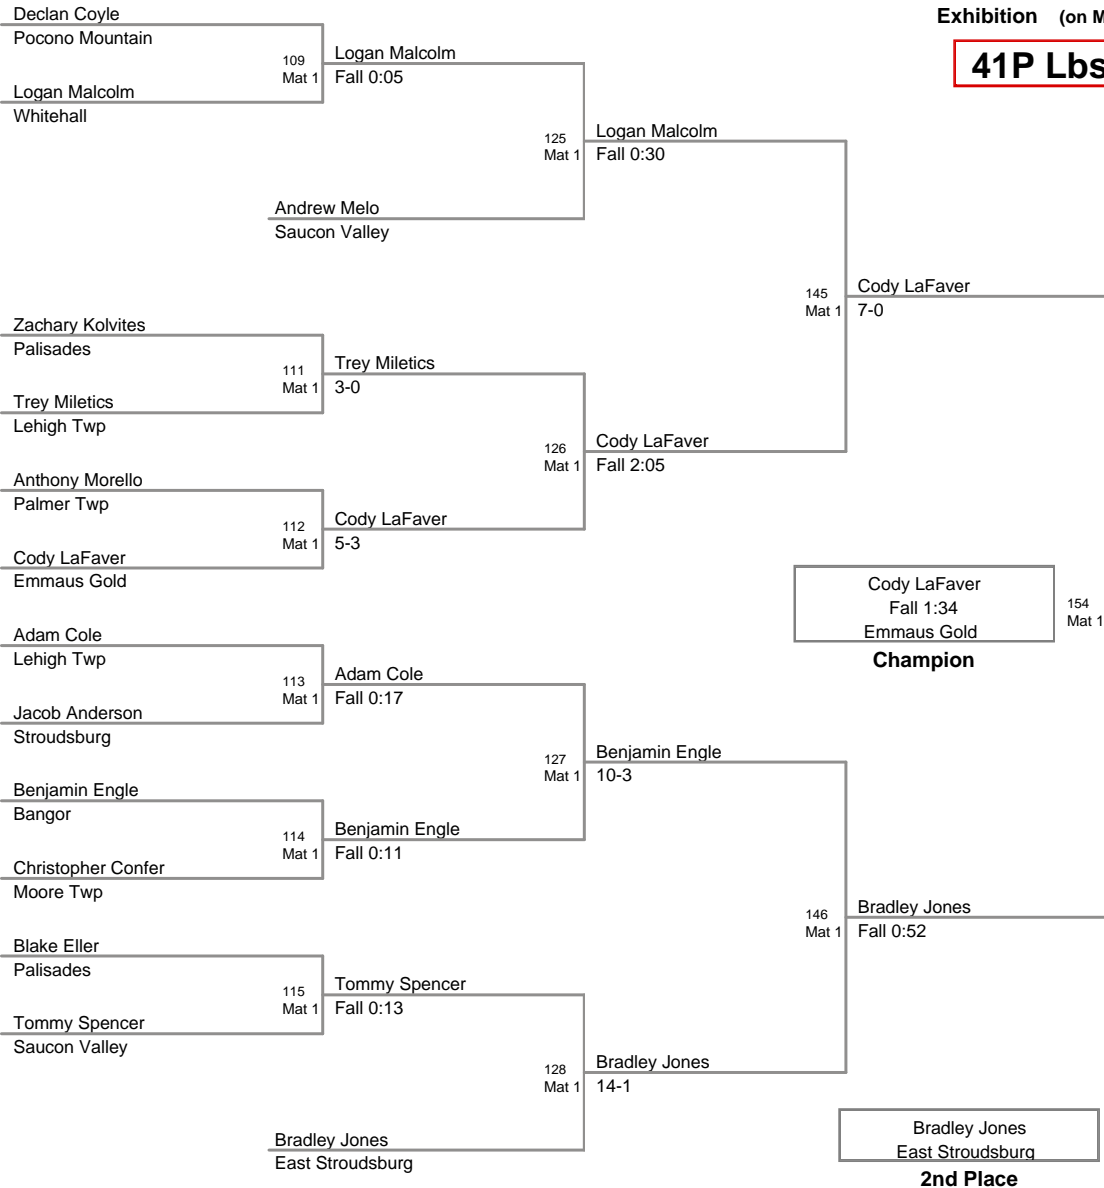 Declan Coyle
Pocono Mountain
Exhibition (on M
41P Lbs
109
Mat 1
Logan Malcolm
Fall 0:05
Logan Malcolm
Whitehall
125
Mat 1
Logan Malcolm
Fall 0:30
Andrew Melo
Saucon Valley
145
Mat 1
Cody LaFaver
7-0
Zachary Kolvites
Palisades
111
Mat 1
Trey Miletics
3-0
Trey Miletics
Lehigh Twp
126
Mat 1
Cody LaFaver
Fall 2:05
Anthony Morello
Palmer Twp
112
Mat 1
Cody LaFaver
5-3
Cody LaFaver
Emmaus Gold
Cody LaFaver
Fall 1:34
Emmaus Gold
Champion
154
Mat 1
Adam Cole
Lehigh Twp
113
Mat 1
Adam Cole
Fall 0:17
Jacob Anderson
Stroudsburg
127
Mat 1
Benjamin Engle
10-3
Benjamin Engle
Bangor
114
Mat 1
Benjamin Engle
Fall 0:11
Christopher Confer
Moore Twp
146
Mat 1
Bradley Jones
Fall 0:52
Blake Eller
Palisades
115
Mat 1
Tommy Spencer
Fall 0:13
Tommy Spencer
Saucon Valley
128
Mat 1
Bradley Jones
14-1
Bradley Jones
East Stroudsburg
Bradley Jones
East Stroudsburg
2nd Place